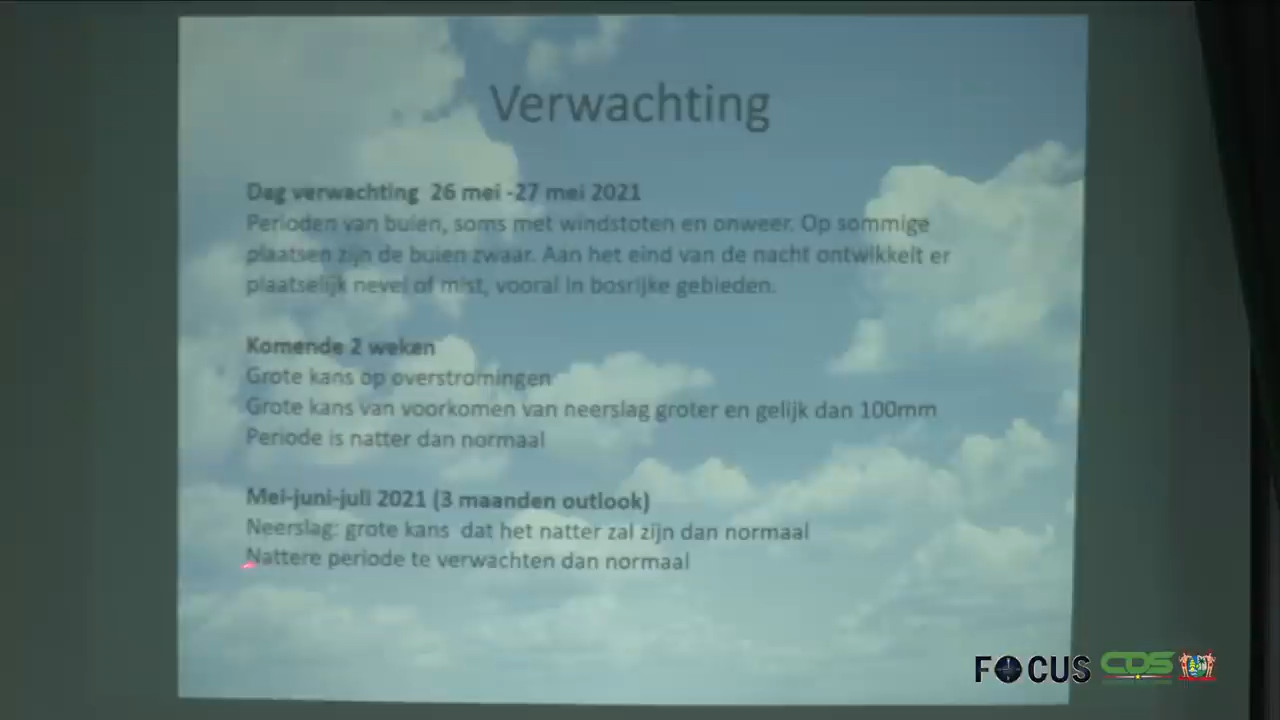 Verwachting
Dag verwachting 26 mei -27 mei 2021
Perioden van buien, soms met windstoten en onweer. Op sommige
plaatsen zijn de buien zwaar. Aan het eind van de nacht ontwikkelt er
plaatselijk nevel of mist, vooral in bosrijke gebieden.
Komende 2 weken
Grote kans op overstromingen
Grote kans van voorkomen van neerslag groter en gelijk dan 100mm
Periode is natter dan normaal
Mei-juni-juli 2021 (3 maanden outlook)
Neerslag: grote kans dat het natter zal zijn dan normaal
Nattere periode te verwachten dan normaal
FOCUS CDS